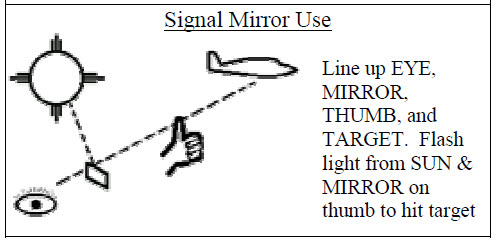 Signal Mirror Use
Line up EYE,
MIRROR,
THUMB, and
TARGET.  Flash
light from SUN &
MIRROR on
thumb to hit target